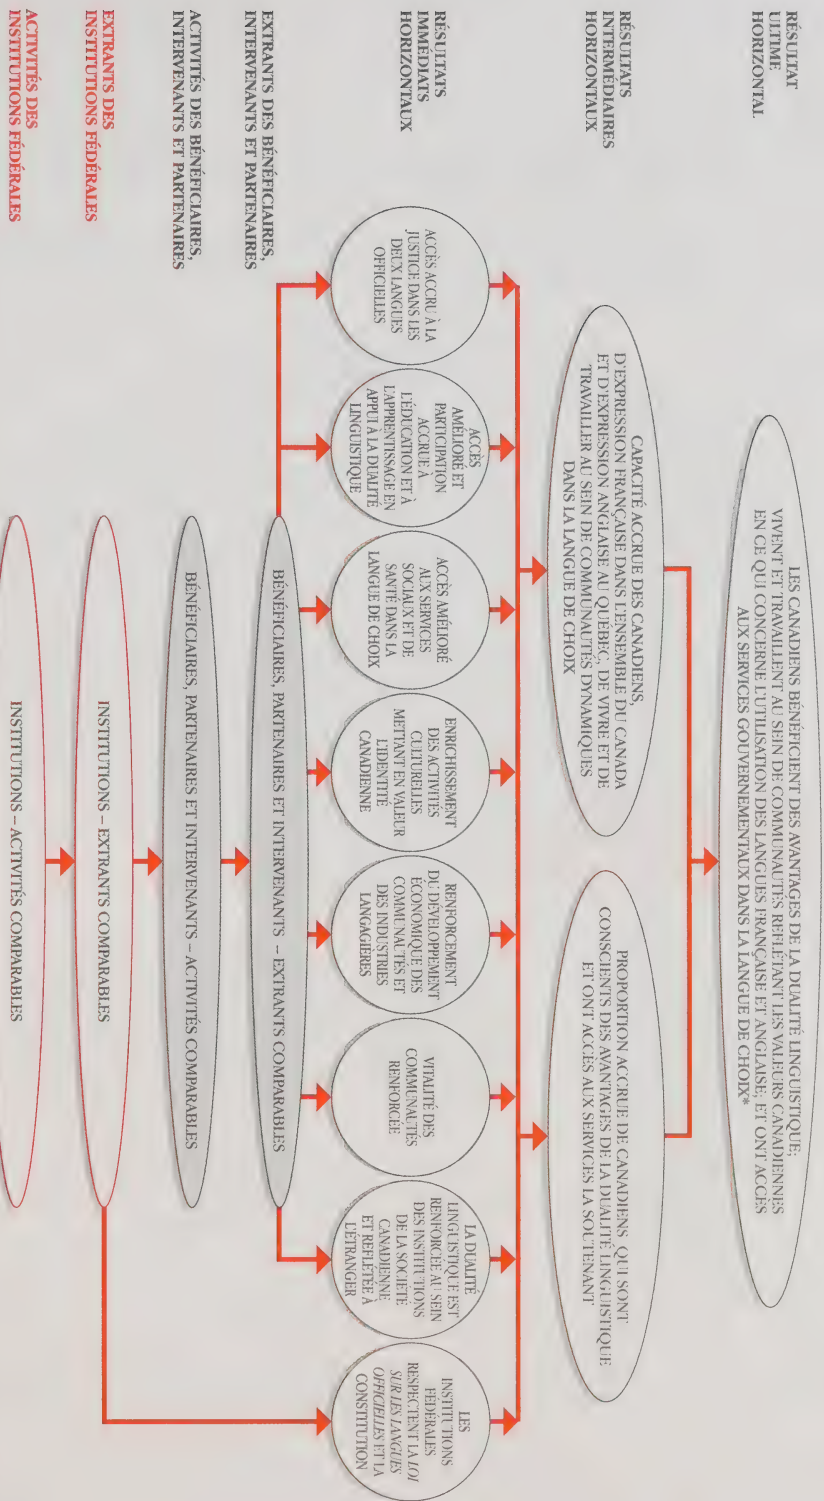 RÉSULTAT
ULTIME
HORIZONTAL
LES CANADIENS BÉNÉFICIENT DES AVANTAGES DE LA DUALITÉ LINGUISTIQUE;
VIVENT ET TRAVAILLENT AU SEIN DE COMMUNAUTÉS REFLÉTANT LES VALEURS CANADIENNES
EN CE QUI CONCERNE L'UTILISATION DES LANGUES FRANÇAISE ET ANGLAISE; ET ONT ACCÈS
AUX SERVICES GOUVERNEMENTAUX DANS LA LANGUE DE CHOIX*
RÉSULTATS
INTERMÉDIAIRES
HORIZONTAUX
CAPACITÉ ACCRUE DES CANADIENS,
D'EXPRESSION FRANÇAISE DANS L'ENSEMBLE DU CANADA
ET D'EXPRESSION ANGLAISE AU QUÉBEC, DE VIVRE ET DE
TRAVAILLER AU SEIN DE COMMUNAUTÉS DYNAMIQUES
DANS LA LANGUE DE CHOIX
PROPORTION ACCRUE DE CANADIENS QUI SONT
CONSCIENTS DES AVANTAGES DE LA DUALITÉ LINGUISTIQUE
ET ONT ACCÈS AUX SERVICES LA SOUTENANT
RÉSULTATS
IMMÉDIATS
HORIZONTAUX
ACCÈS ACCRU À LA
JUSTICE DANS LES
DEUX LANGUES
OFFICIELLES
ACCÈS
AMÉLIORÉ ET
PARTICIPATION
ACCRUE À
L'ÉDUCATION ET À
L'APPRENTISSAGE EN
APPUI À LA DUALITÉ
LINGUISTIQUE
ACCÈS AMÉLIORÉ
AUX SERVICES
SOCIAUX ET DE
SANTÉ DANS LA
LANGUE DE CHOIX
ENRICHISSEMENT
DES ACTIVITÉS
CULTURELLES
METTANT EN VALEUR
L'IDENTITÉ
CANADIENNE
RENFORCEMENT
DU DÉVELOPPEMENT
ÉCONOMIQUE DES
COMMUNAUTÉS ET
DES INDUSTRIES
LANGAGIÈRES
VITALITÉ DES
COMMUNAUTÉS
RENFORCÉE
LA DUALITÉ
LINGUISTIQUE EST
RENFORCÉE AU SEIN
DES INSTITUTIONS
DE LA SOCIÉTÉ
CANADIENNE
ET REFLÉTÉE À
L'ÉTRANGER
LES
INSTITUTIONS
FÉDÉRALES
RESPECTENT LA LOI
SUR LES LANGUES
OFFICIELLES ET LA
CONSTITUTION
EXTRANTS DES BÉNÉFICIAIRES,
INTERVENANTS ET PARTENAIRES
BÉNÉFICIAIRES, PARTENAIRES ET INTERVENANTS – EXTRANTS COMPARABLES
ACTIVITÉS DES BÉNÉFICIAIRES,
INTERVENANTS ET PARTENAIRES
BÉNÉFICIAIRES, PARTENAIRES ET INTERVENANTS – ACTIVITÉS COMPARABLES
EXTRANTS DES
INSTITUTIONS FÉDÉRALES
INSTITUTIONS – EXTRANTS COMPARABLES
ACTIVITÉS DES
INSTITUTIONS FÉDÉRALES
INSTITUTIONS – ACTIVITÉS COMPARABLES